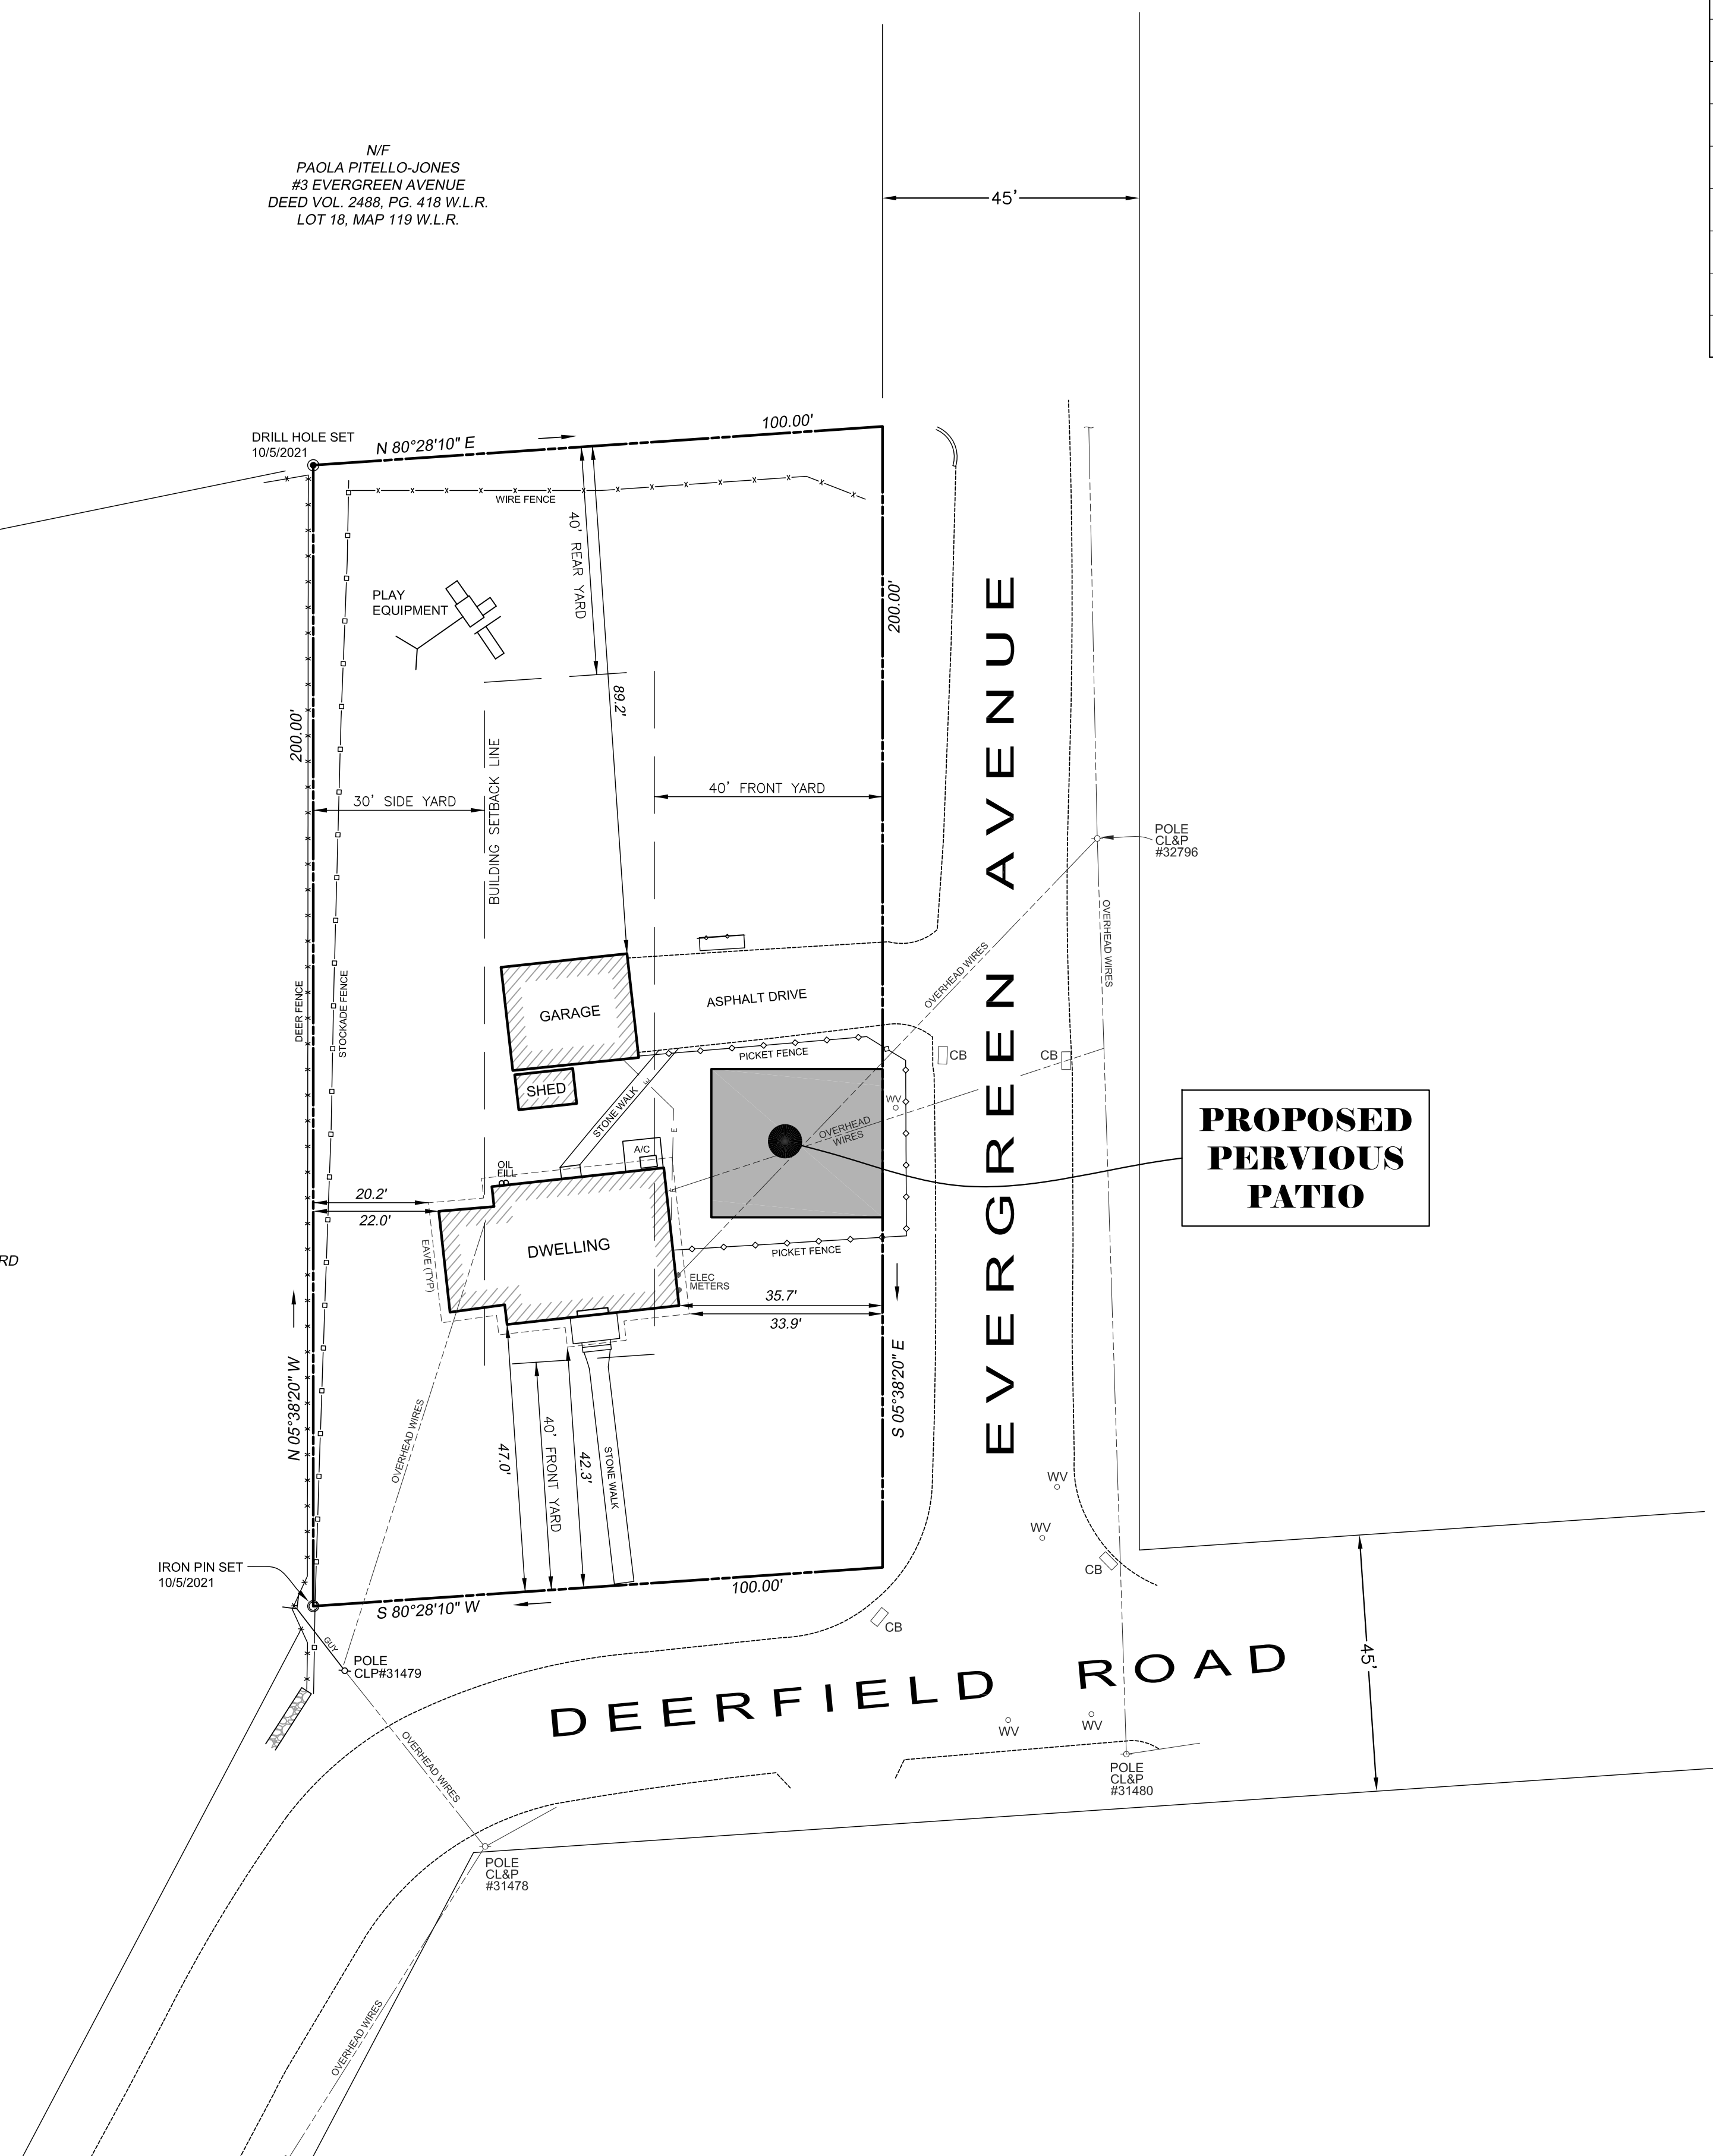 N/F
PAOLA PITELLO-JONES
#3 EVERGREEN AVENUE
DEED VOL. 2488, PG. 418 W.L.R.
LOT 18, MAP 119 W.L.R.
45'
DRILL HOLE SET
10/5/2021
N 80°28'10" E
100.00'
WIRE FENCE
40' REAR YARD
PLAY
EQUIPMENT
200.00'
89.2'
200.00'
BUILDING SETBACK LINE
30' SIDE YARD
40' FRONT YARD
EVERGREEN AVENUE
POLE
CL&P
#32796
OVERHEAD WIRES
OVERHEAD WIRES
DEER FENCE
STOCKADE FENCE
GARAGE
ASPHALT DRIVE
PICKET FENCE
CB
CB
SHED
STONE WALK
E
E
WV
OVERHEAD
WIRES
PROPOSED
PERVIOUS
PATIO
A/C
OIL
FILL
20.2'
22.0'
EAVE (TYP)
DWELLING
PICKET FENCE
ELEC
METERS
35.7'
33.9'
RD
N 05°38'20" W
S 05°38'20" E
OVERHEAD WIRES
47.0'
40' FRONT YARD
42.3'
STONE WALK
WV
WV
CB
IRON PIN SET
10/5/2021
S 80°28'10" W
100.00'
CB
GUY
POLE
CLP#31479
DEERFIELD ROAD
45'
WV
WV
OVERHEAD WIRES
POLE
CL&P
#31480
POLE
CL&P
#31478
OVERHEAD WIRES